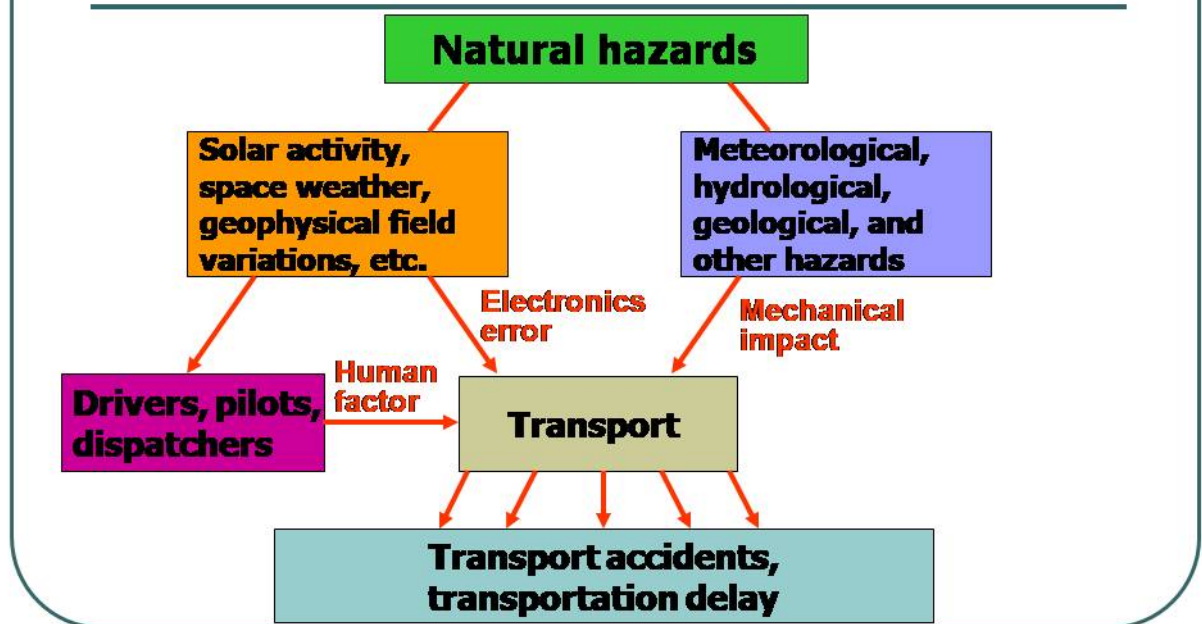 Natural hazards
Solar activity,
space weather,
geophysical field
variations, etc.
Meteorological,
hydrological,
geological, and
other hazards
Electronics
error
Mechanical
impact
Human
factor
Drivers, pilots,
dispatchers
Transport
Transport accidents,
transportation delay